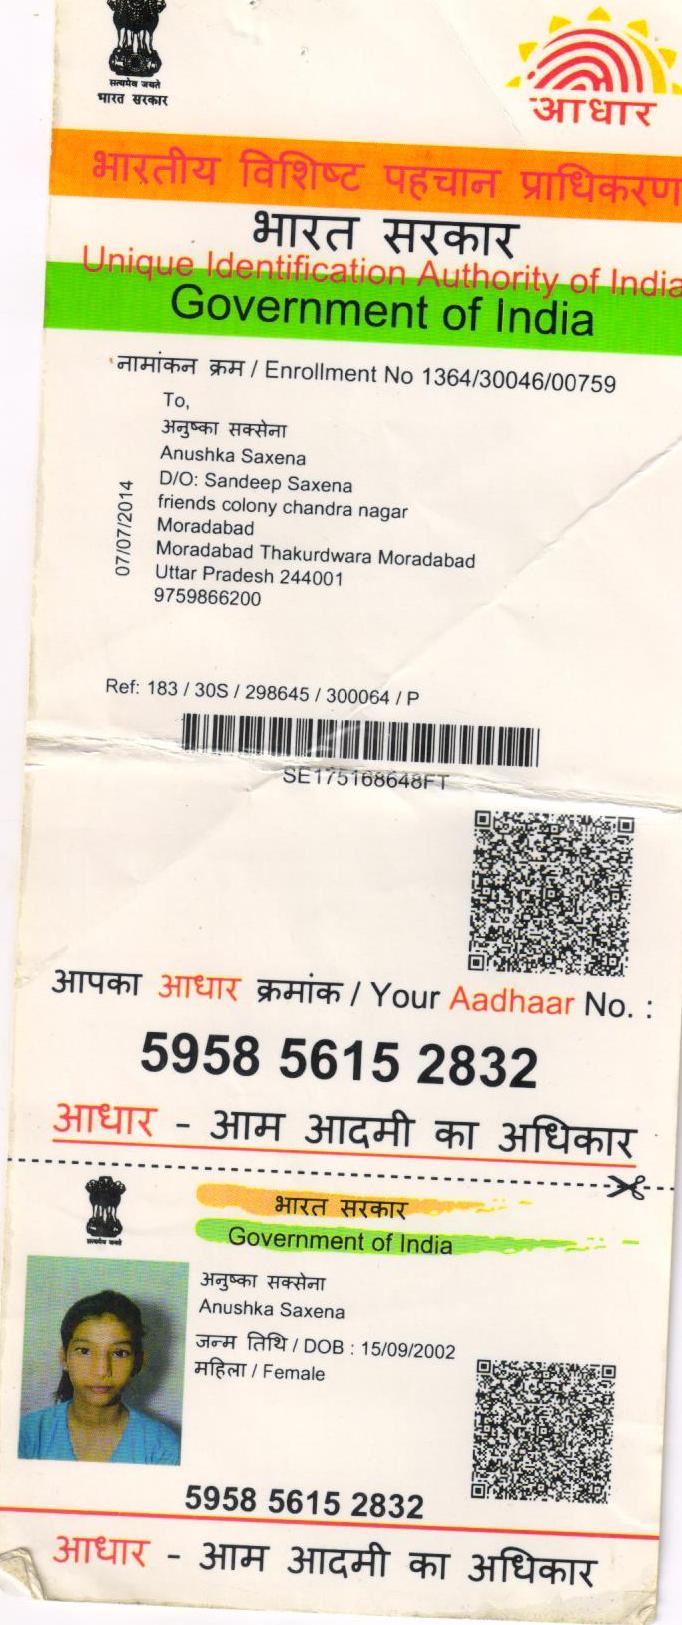 सत्यमेव जयते
भारत सरकार
आधार
भारतीय विशिष्ट पहचान प्राधिकरण
भारत सरकार
Unique Identification Authority of India
Government of India
नामांकन क्रम / Enrollment No 1364/30046/00759
To,
अनुष्का सक्सेना
Anushka Saxena
D/O: Sandeep Saxena
friends colony chandra nagar
Moradabad
Moradabad Thakurdwara Moradabad
Uttar Pradesh 244001
9759866200
07/07/2014
Ref: 183 / 30S / 298645 / 300064 / P
SE175168648FT
आपका आधार क्रमांक / Your Aadhaar No. :
5958 5615 2832
आधार - आम आदमी का अधिकार
भारत सरकार
Government of India
सत्यमेव जयते
अनुष्का सक्सेना
Anushka Saxena
जन्म तिथि / DOB : 15/09/2002
महिला / Female
5958 5615 2832
आधार - आम आदमी का अधिकार